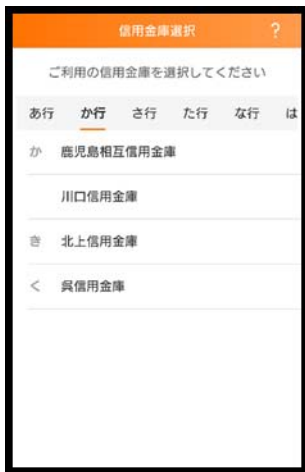 信用金庫選択 ?
ご利用の信用金庫を選択してください
あ行 か行 さ行 た行 な行 は
か 鹿児島相互信用金庫
川口信用金庫
き 北上信用金庫
く 呉信用金庫